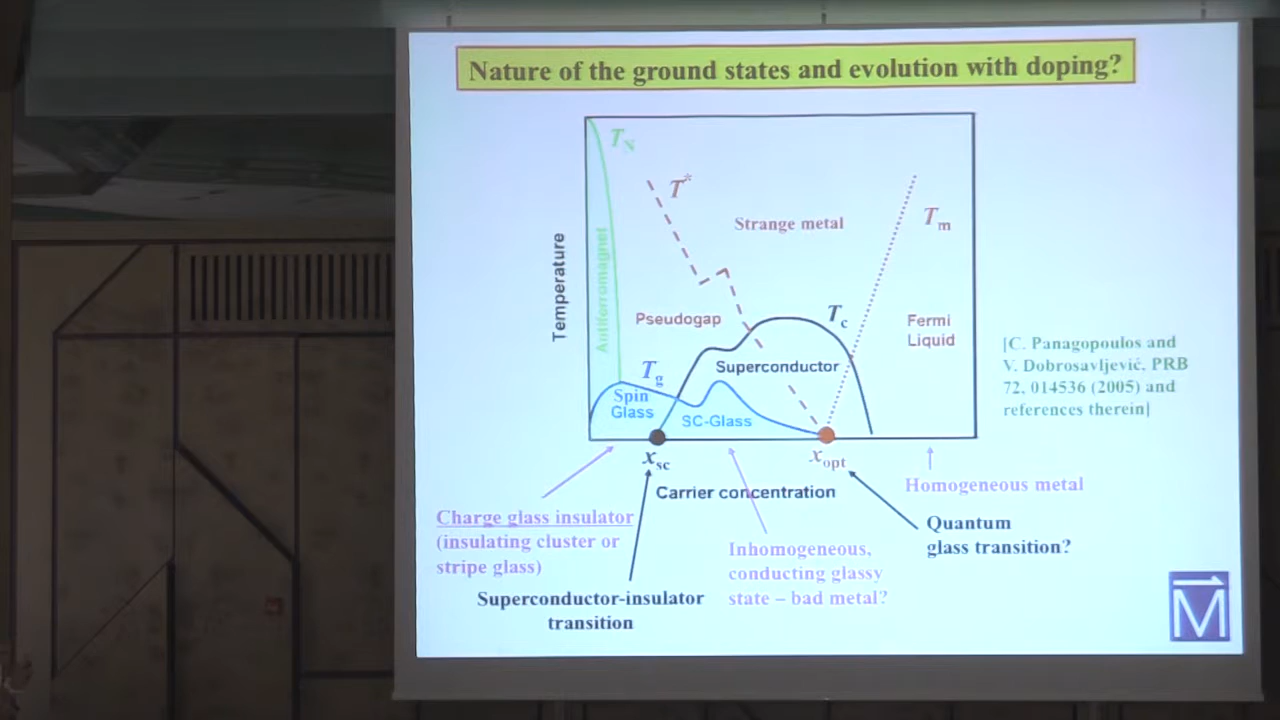 Nature of the ground states and evolution with doping?
T_N
T*
Strange metal
T_m
Temperature
Antiferromagnet
Pseudogap
T_c
Fermi
Liquid
Superconductor
T_g
Spin
Glass
SC-Glass
[C. Panagopoulos and
V. Dobrosavljević, PRB
72, 014536 (2005) and
references therein]
x_sc
x_opt
Carrier concentration
Homogeneous metal
Charge glass insulator
(insulating cluster or
stripe glass)
Quantum
glass transition?
Inhomogeneous,
conducting glassy
state – bad metal?
Superconductor-insulator
transition
M